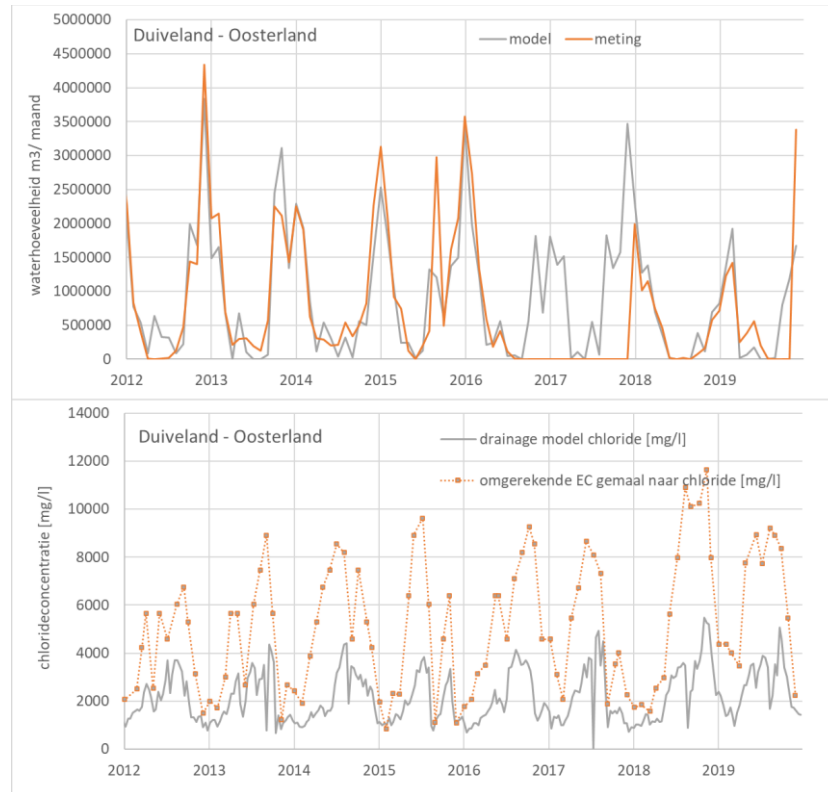 Duiveland - Oosterland
model
meting
waterhoeveelheid m3/ maand
5000000
4500000
4000000
3500000
3000000
2500000
2000000
1500000
1000000
500000
0
2012 2013 2014 2015 2016 2017 2018 2019
Duiveland - Oosterland
drainage model chloride [mg/l]
omgerekende EC gemaal naar chloride [mg/l]
chlorideconcentratie [mg/l]
14000
12000
10000
8000
6000
4000
2000
0
2012 2013 2014 2015 2016 2017 2018 2019